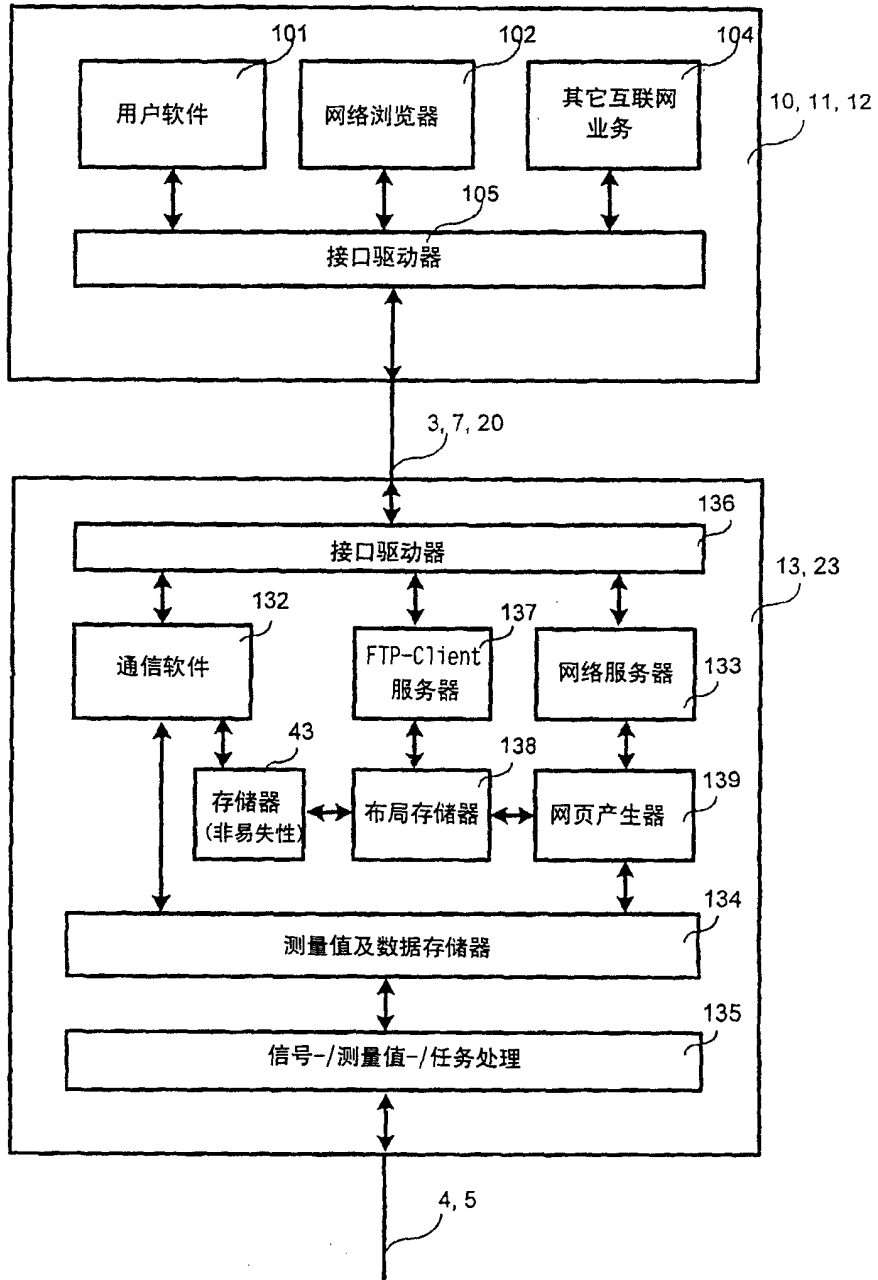 101
102
104
用户软件
网络浏览器
其它互联网
业务
10, 11, 12
105
接口驱动器
3, 7, 20
136
接口驱动器
13, 23
132
137
通信软件
FTP-Client
服务器
网络服务器
133
43
138
存储器
(非易失性)
布局存储器
网页产生器
139
134
测量值及数据存储器
135
信号-/测量值-/任务处理
4, 5